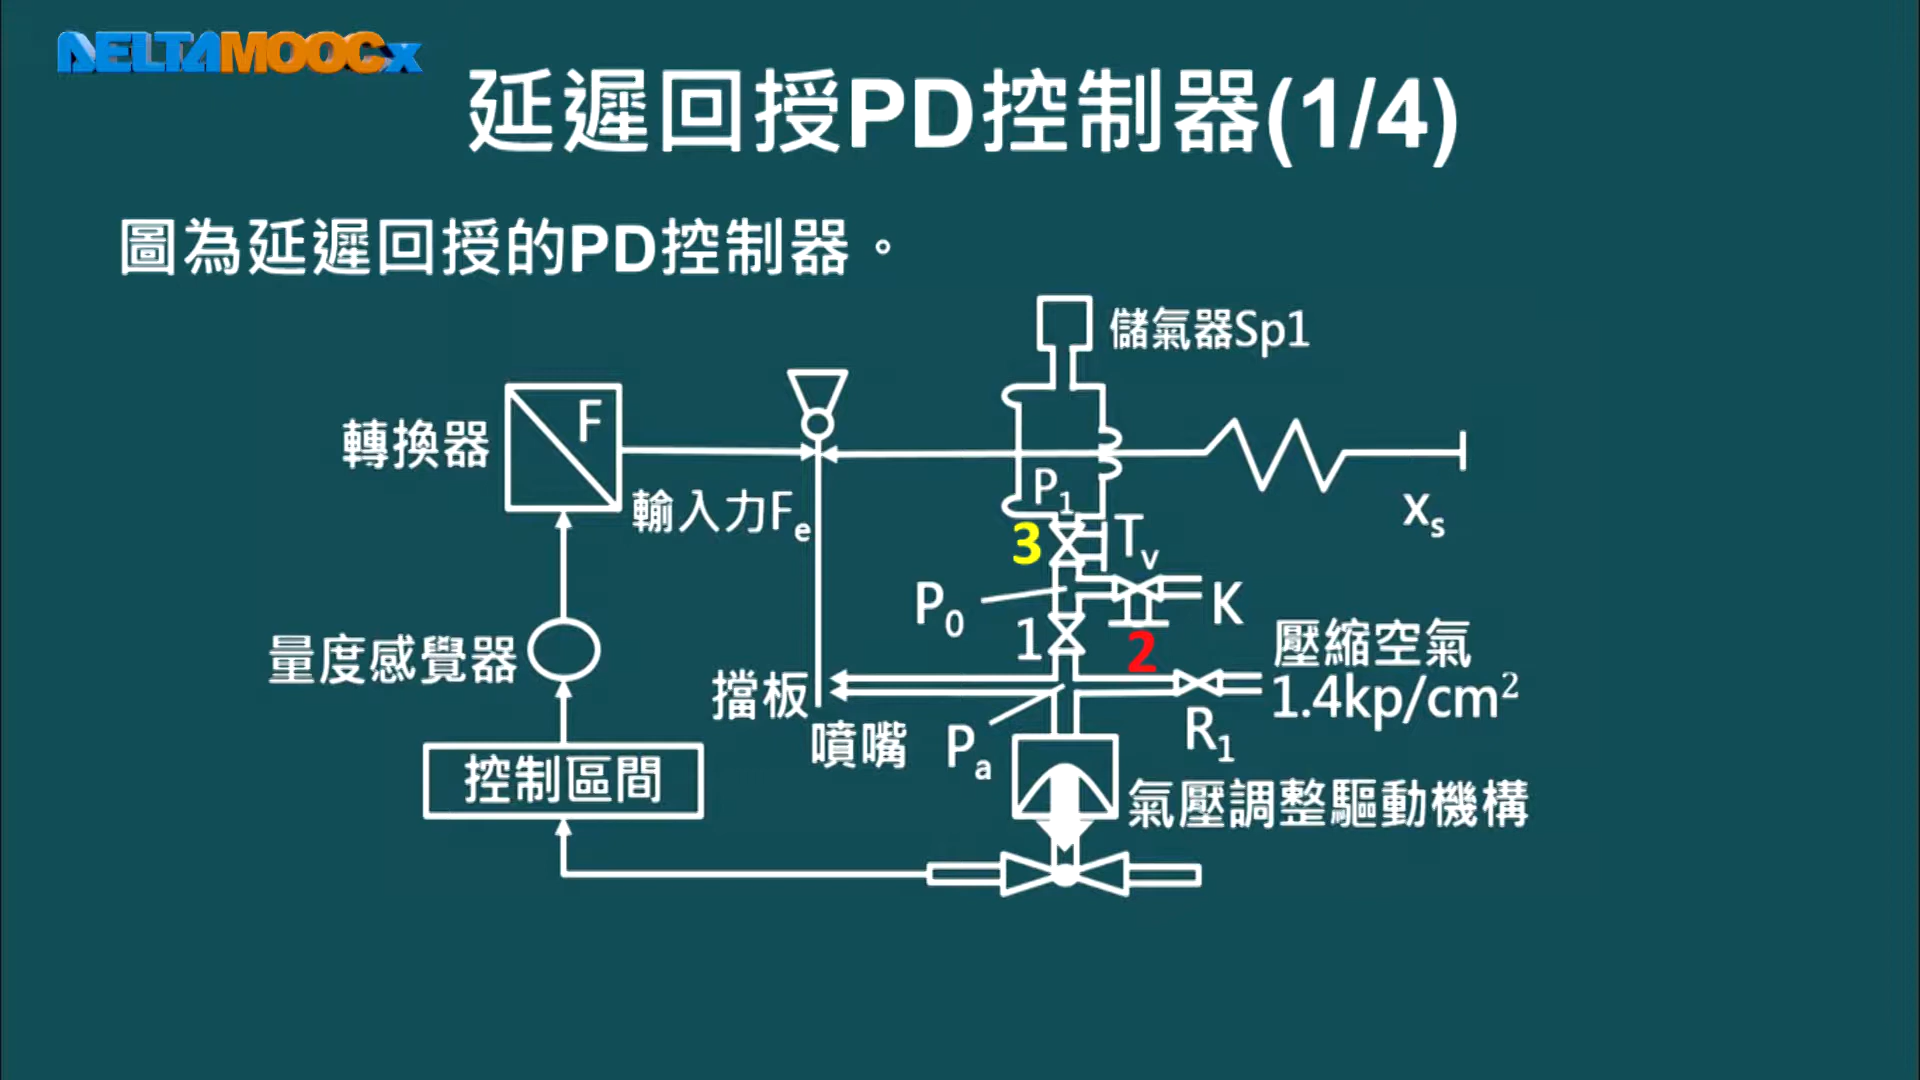 DELTAMOOCx
延遲回授PD控制器(1/4)
圖為延遲回授的PD控制器。
儲氣器Sp1
轉換器
F
輸入力Fe
P1
Xs
3
Tv
P0
K
1
2
量度感覺器
壓縮空氣
1.4kp/cm²
擋板
噴嘴
Pa
R1
控制區間
氣壓調整驅動機構